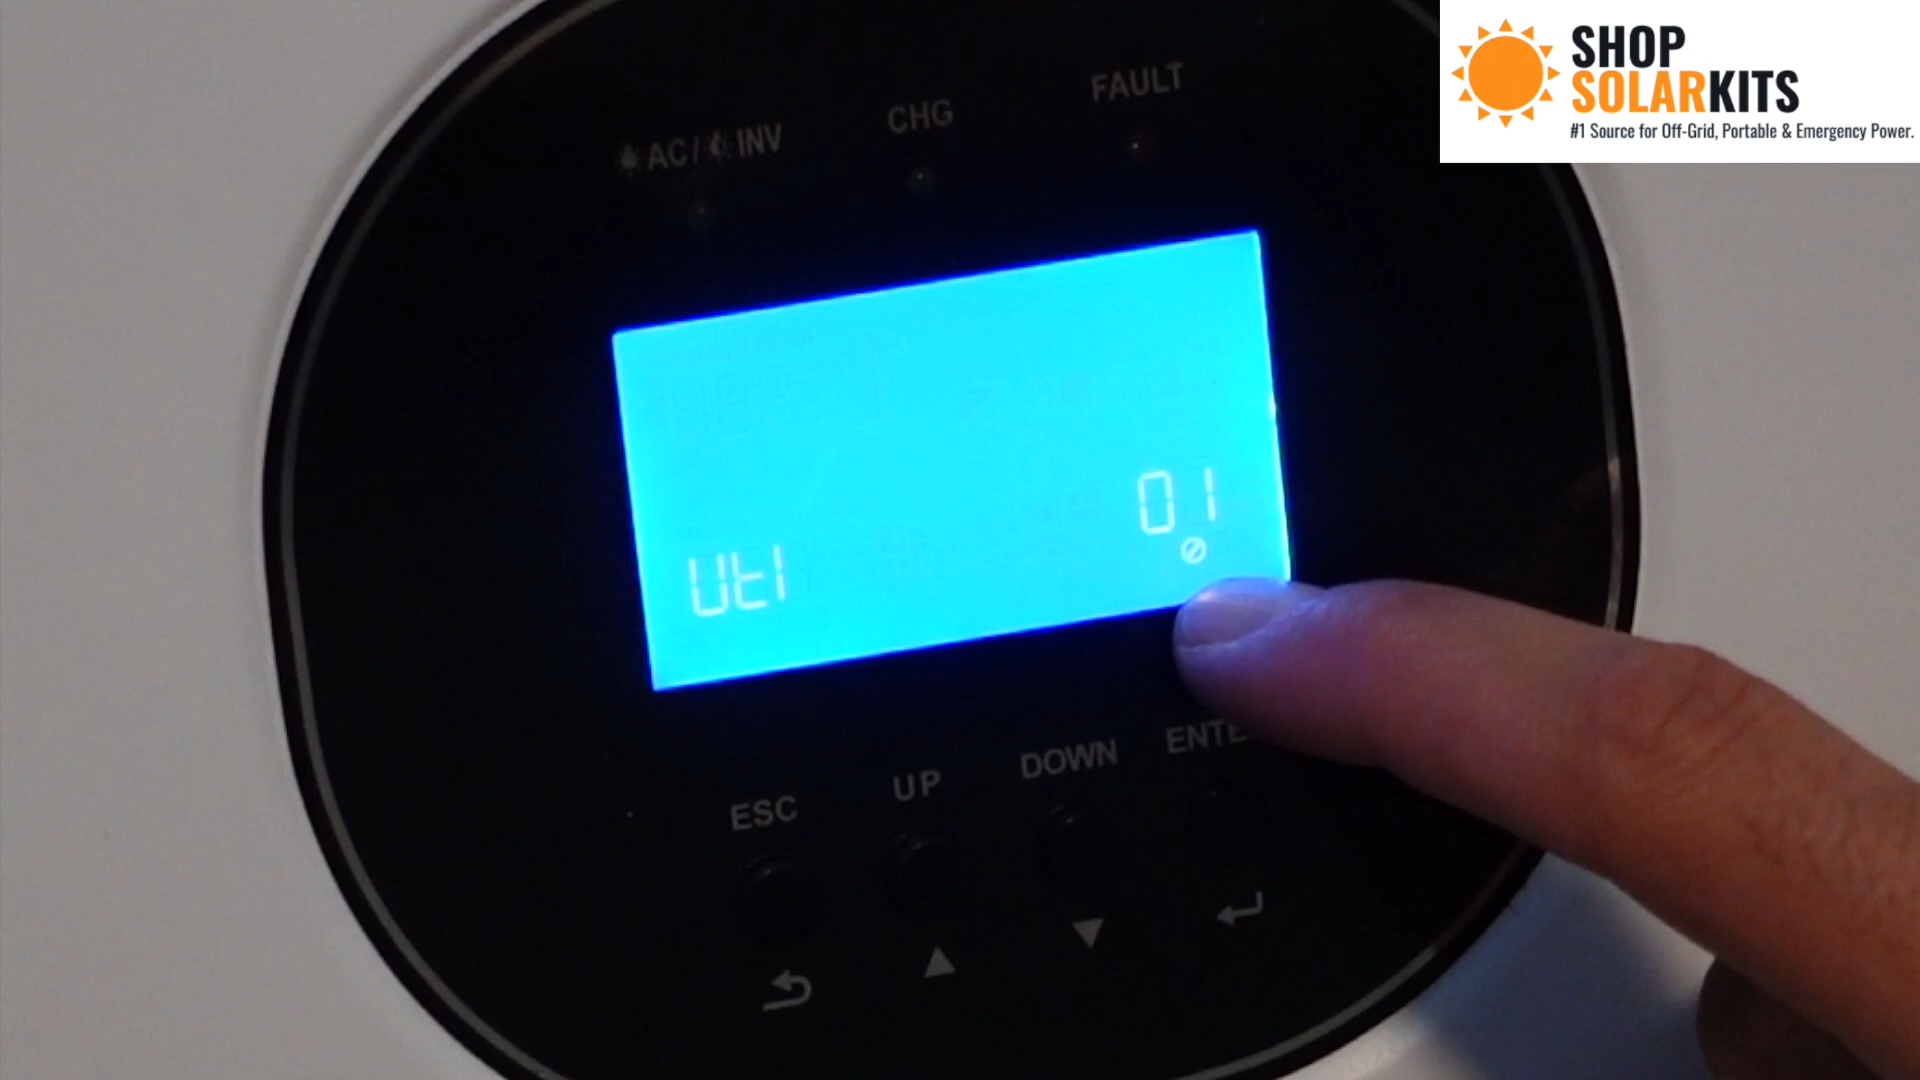 SHOP
SOLARKITS
#1 Source for Off-Grid, Portable & Emergency Power.
AC/ INV
CHG
FAULT
01
UtI
ESC
UP
DOWN
ENTE